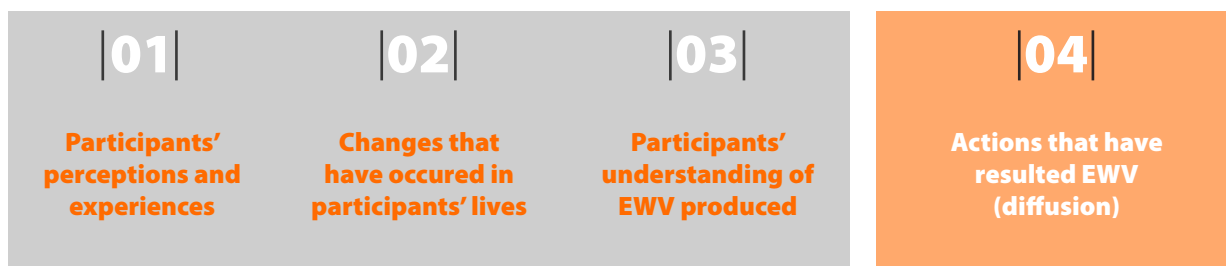 |01|
Participants’
perceptions and
experiences
|02|
Changes that
have occured in
participants’ lives
|03|
Participants’
understanding of
EWV produced
|04|
Actions that have
resulted EWV
(diffusion)